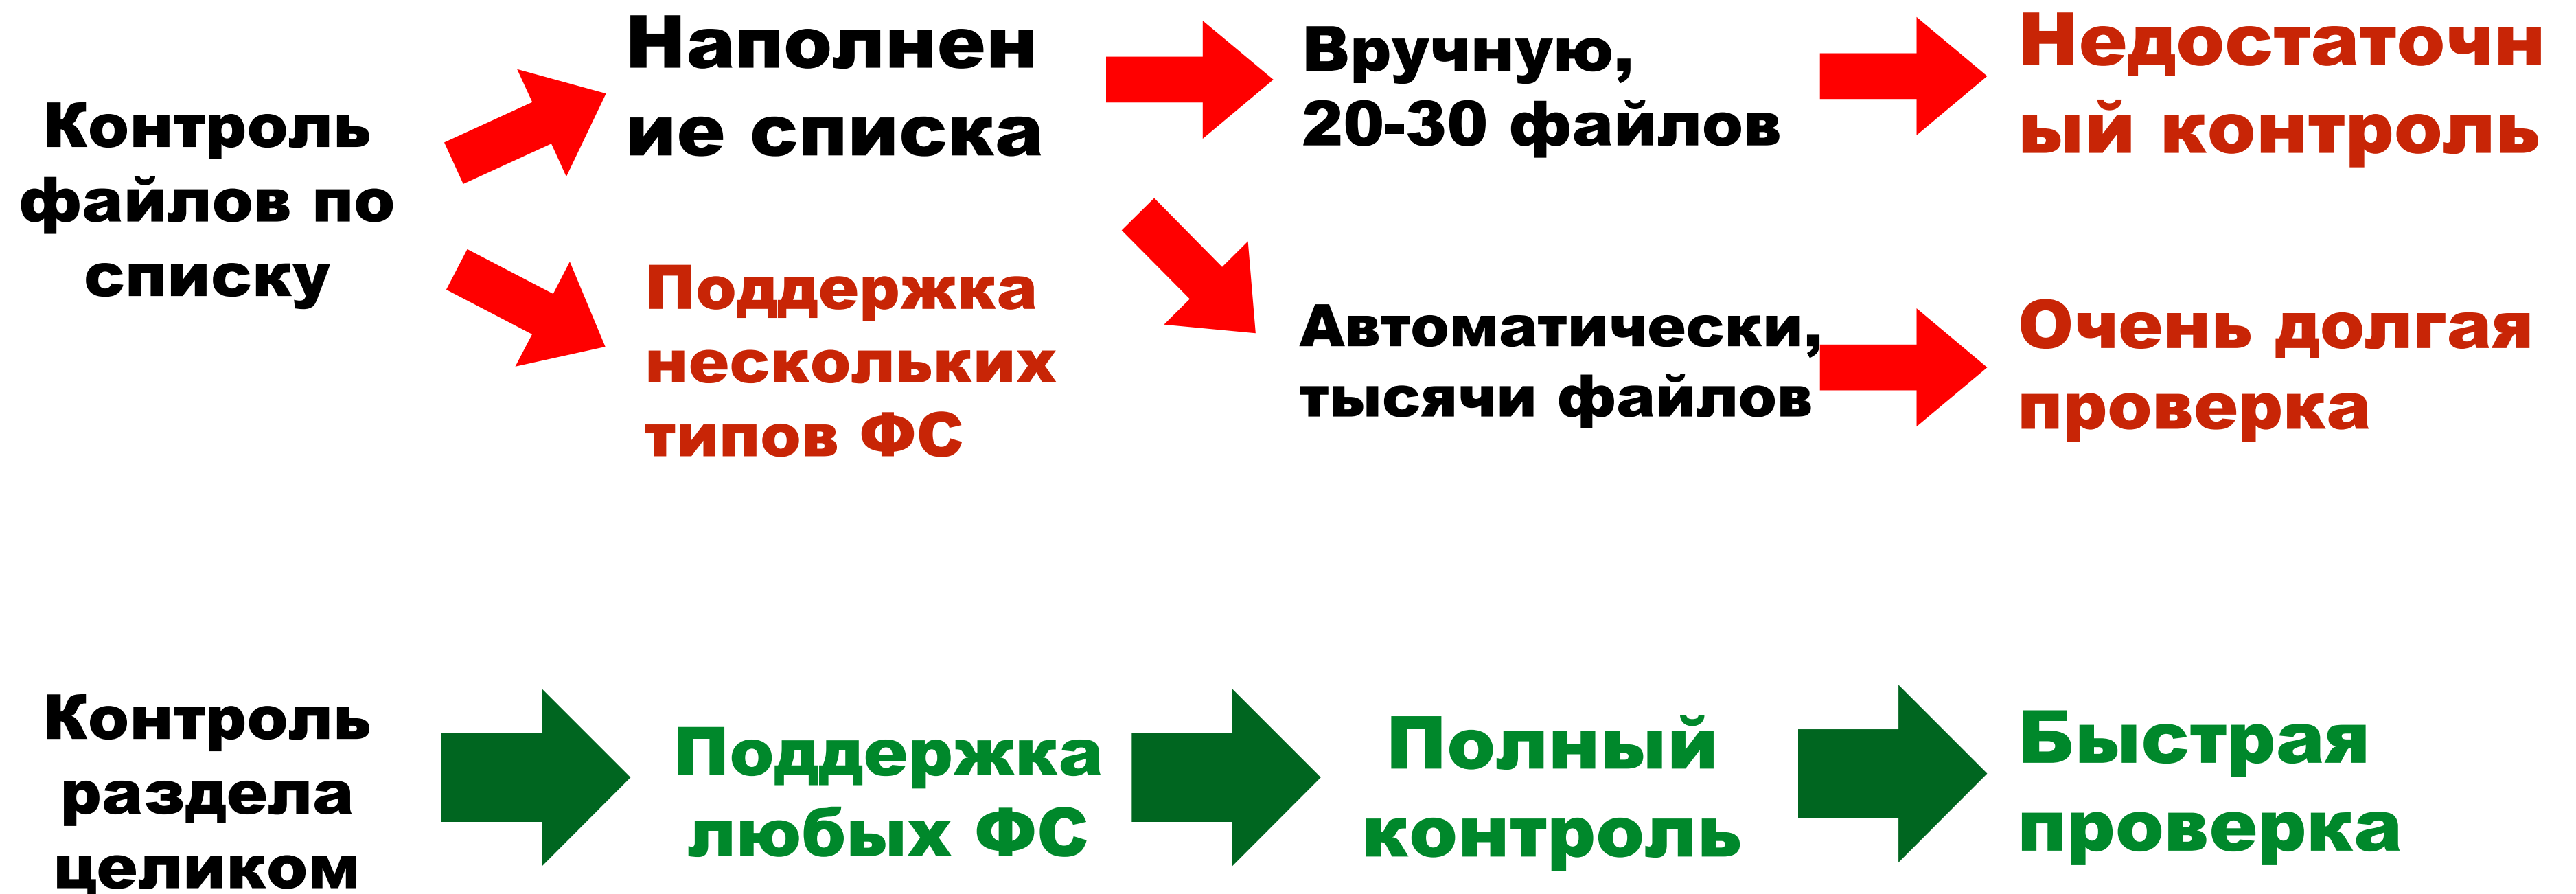 Контроль
файлов по
списку
Наполнен
ие списка
Поддержка
нескольких
типов ФС
Вручную,
20-30 файлов
Автоматически,
тысячи файлов
Недостаточн
ый контроль
Очень долгая
проверка
Контроль
раздела
целиком
Поддержка
любых ФС
Полный
контроль
Быстрая
проверка